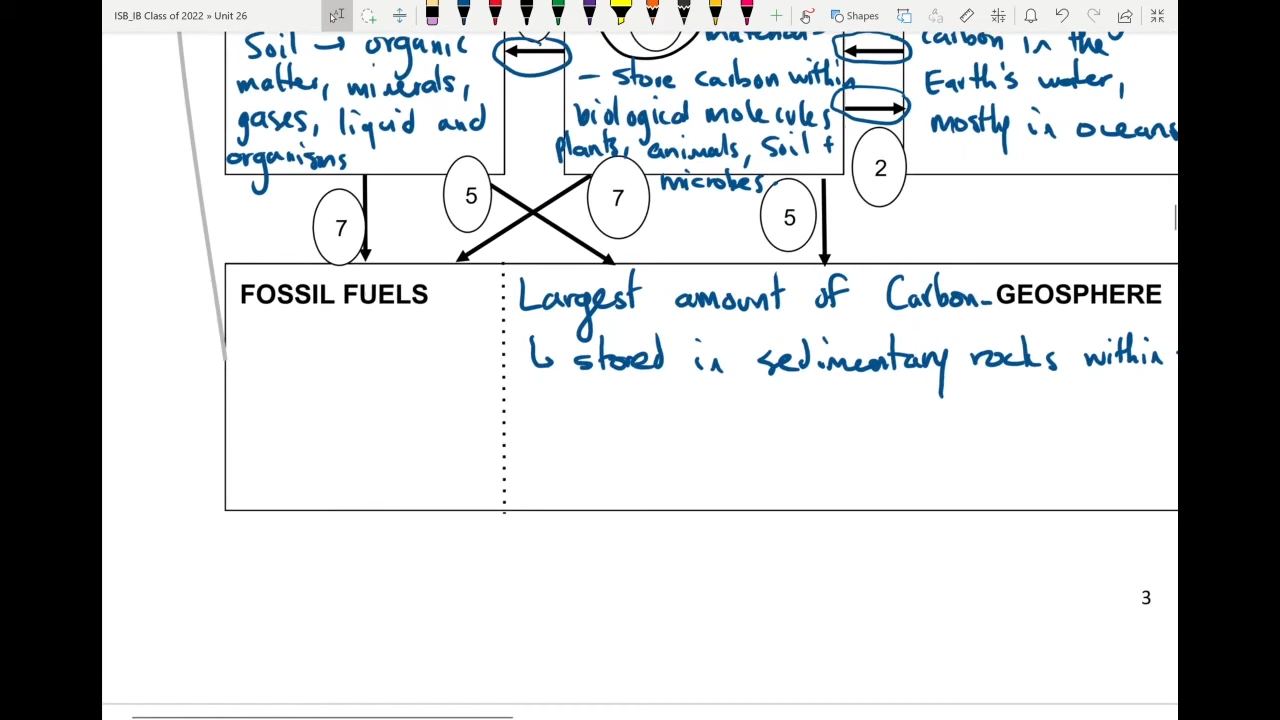 ISB_IB Class of 2022 » Unit 26
Shapes
Soil → organic
matter, minerals,
gases, liquid and
organisms
material -
- store carbon within
biological molecules
plants, animals, soil +
microbes.
carbon in the
Earth's water,
mostly in oceans
2
5
7
7
5
FOSSIL FUELS
Largest amount of Carbon- GEOSPHERE
↳ stored in sedimentary rocks within
3